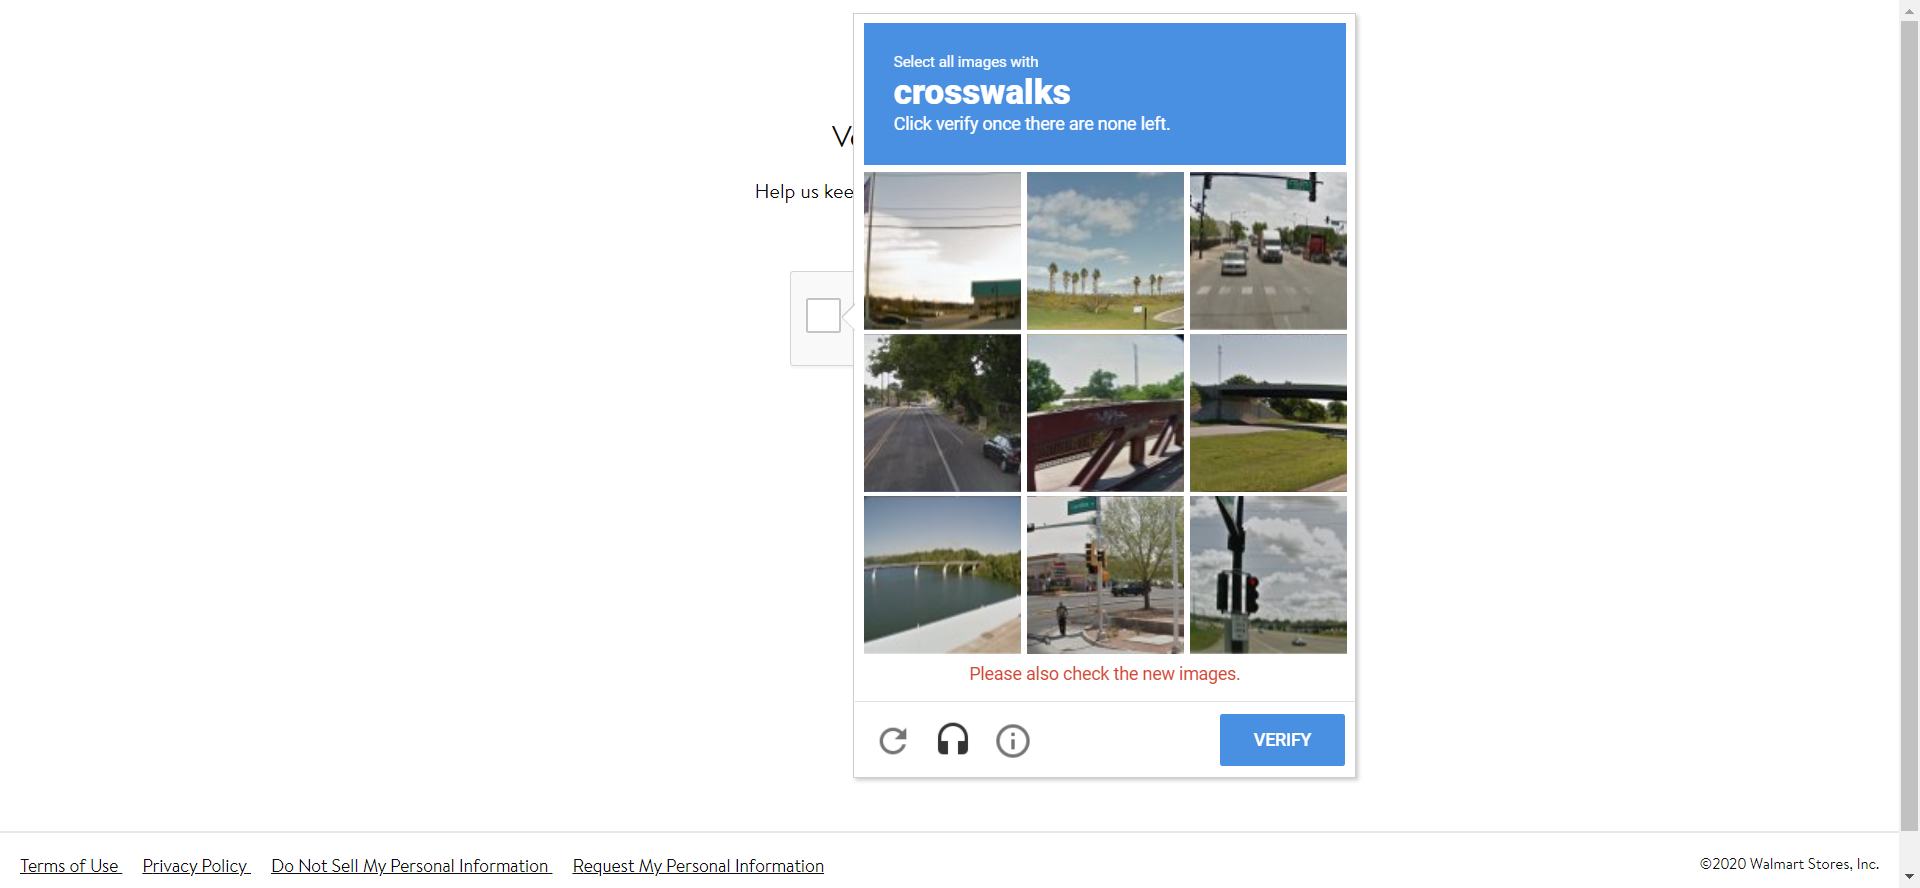 Select all images with
crosswalks
Click verify once there are none left.
Help us kee
Please also check the new images.
VERIFY
Terms of Use
Privacy Policy
Do Not Sell My Personal Information
Request My Personal Information
©2020 Walmart Stores, Inc.